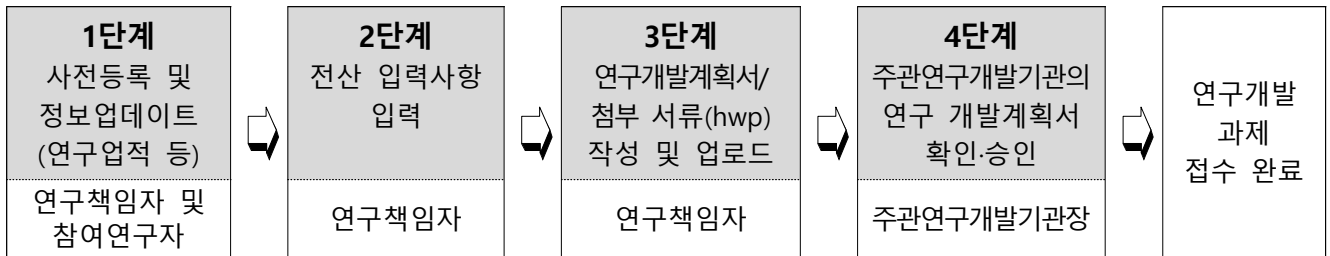 1단계
사전등록 및
정보업데이트
(연구업적 등)
연구책임자 및
참여연구자
2단계
전산 입력사항
입력
연구책임자
3단계
연구개발계획서/
첨부 서류(hwp)
작성 및 업로드
연구책임자
4단계
주관연구개발기관의
연구 개발계획서
확인·승인
주관연구개발기관장
연구개발
과제
접수 완료